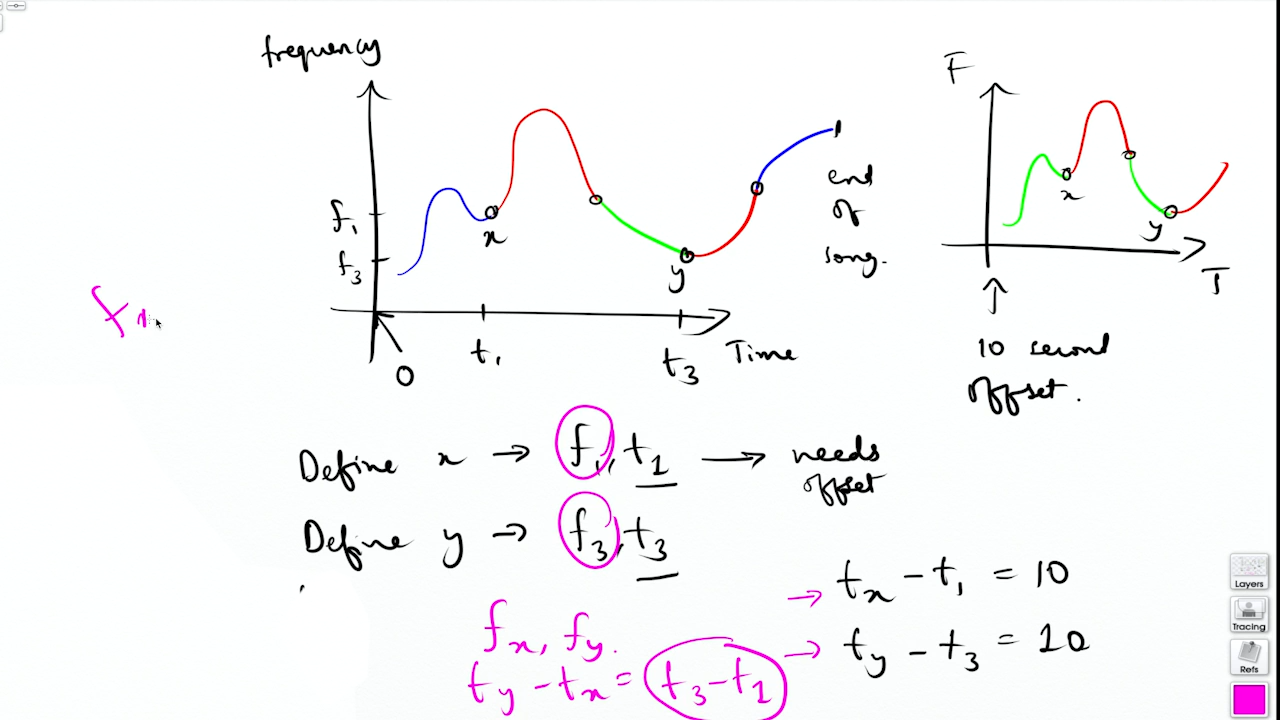 frequency
f₁
f₃
x
y
end
of
song.
0
t₁
t₃
Time
F
x
y
T
10 second
offset.
fx
Define x → f₁, t₁ → needs
offset
Define y → f₃, t₃
→ tx - t₁ = 10
→ ty - t₃ = 10
fx, fy.
ty - tx = t₃ - t₁
Layers
Tracing
Refs